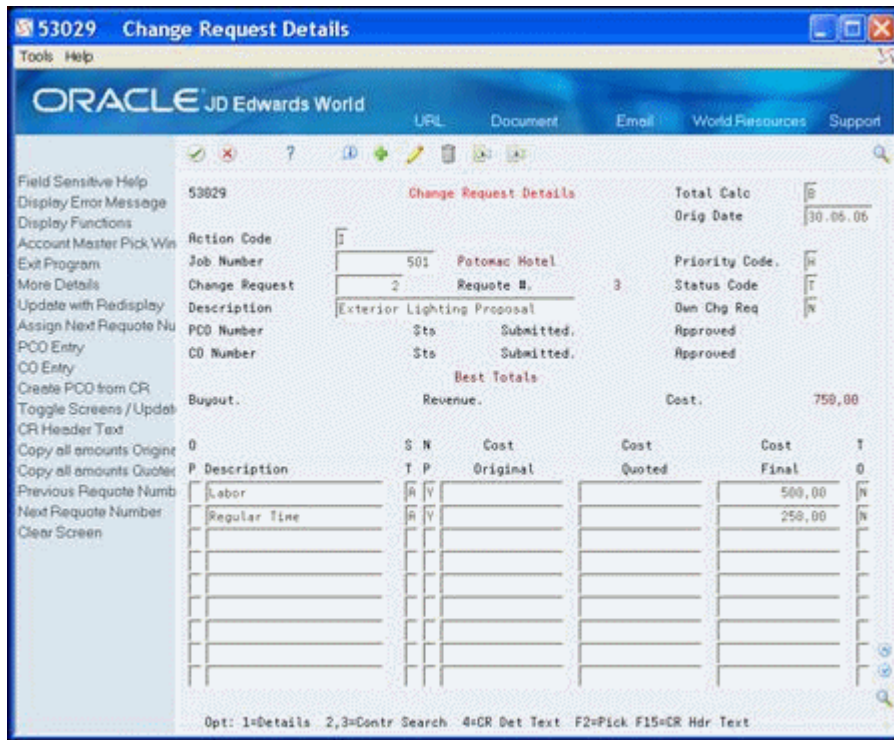 53029 Change Request Details
Tools Help
ORACLE JD Edwards World
URL Document Email World Resources Support
Field Sensitive Help
Display Error Message
Display Functions
Account Master Pick Win
Exit Program
More Details
Update with Redisplay
Assign Next Requote Nu
PCO Entry
CO Entry
Create PCO from CR
Toggle Screens / Updat
CR Header Text
Copy all amounts Origina
Copy all amounts Quoted
Previous Requote Numb
Next Requote Number
Clear Screen
53029 Change Request Details Total Calc B
Orig Date 30.06.06
Action Code I
Job Number 501 Potomac Hotel Priority Code. H
Change Request 2 Requote #. 3 Status Code T
Description Exterior Lighting Proposal Own Chg Req N
PCO Number Sts Submitted. Approved
CO Number Sts Submitted. Approved
Best Totals
Buyout. Revenue. Cost. 750,00
O S N Cost Cost Cost T
P Description T P Original Quoted Final O
Labor A Y 500,00 N
Regular Time A Y 250,00 N
Opt: 1=Details 2,3=Contr Search 4=CR Det Text F2=Pick F15=CR Hdr Text